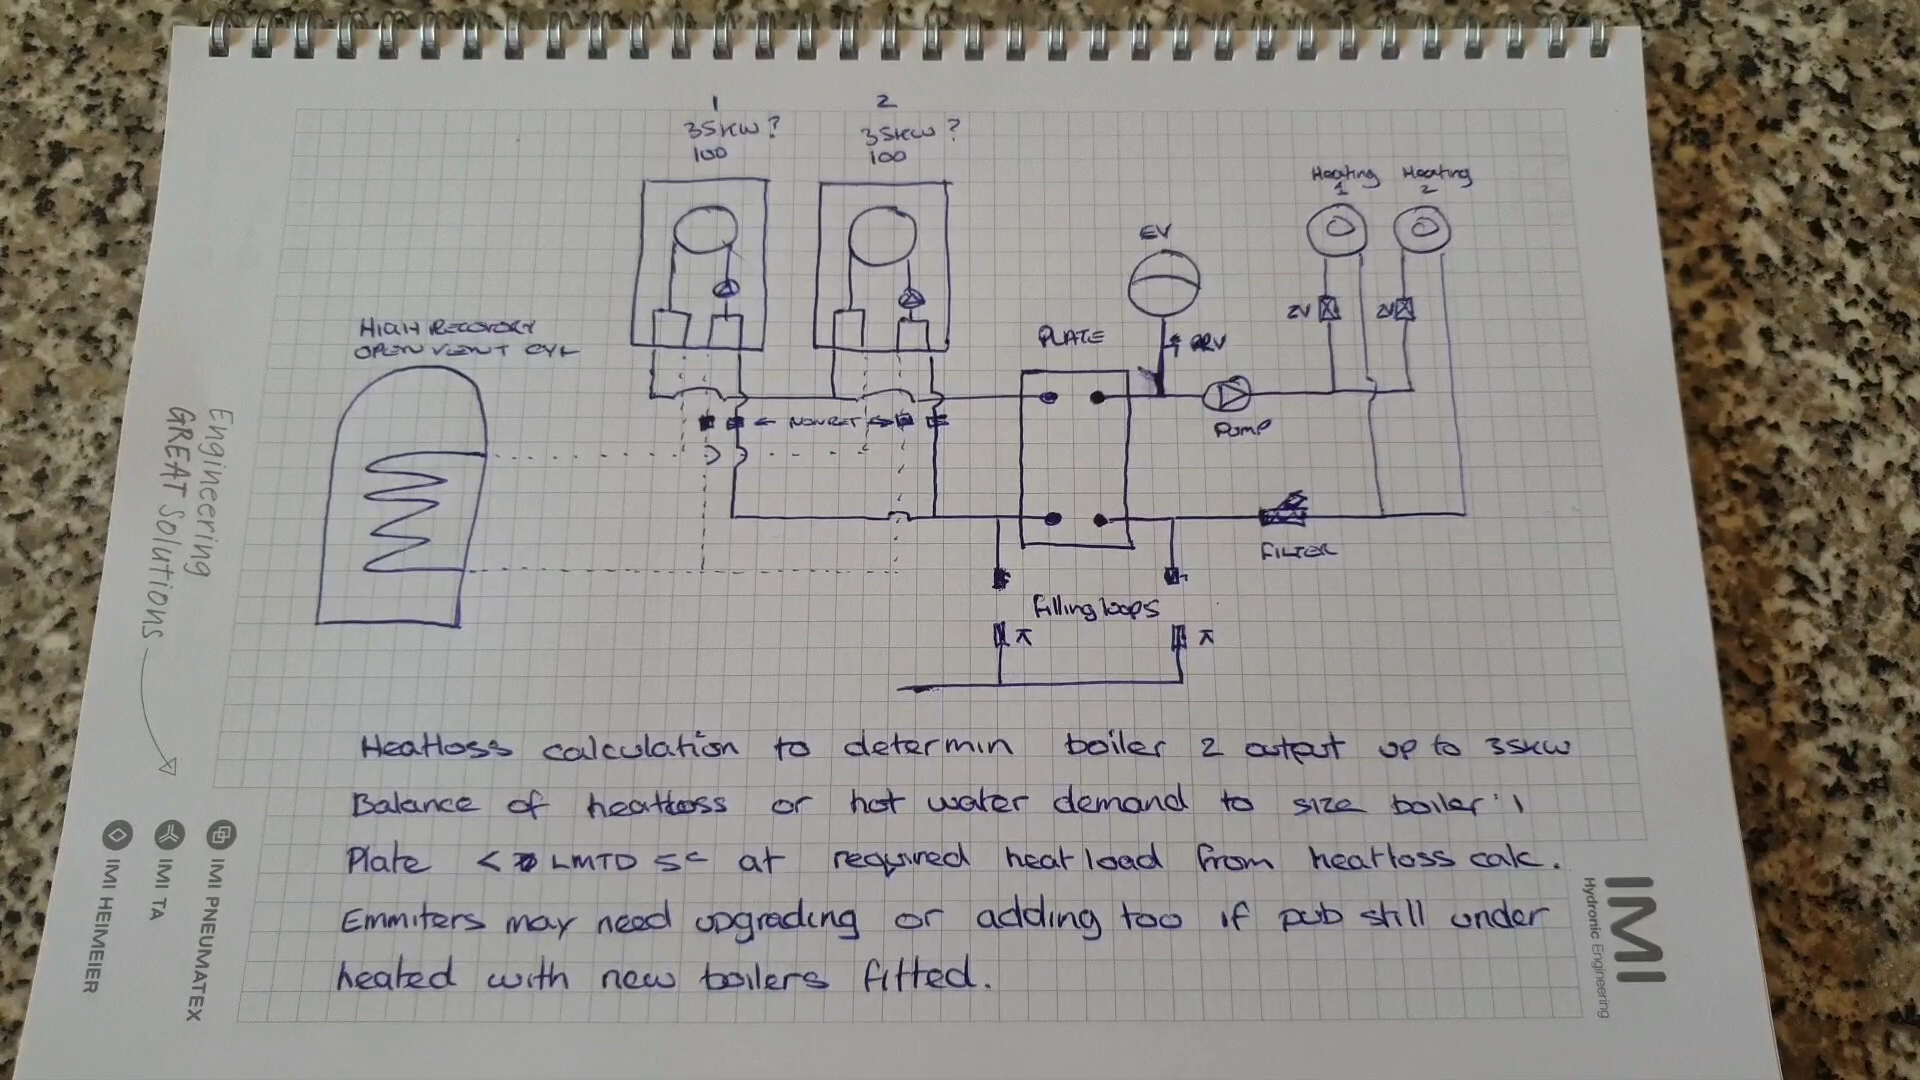 1
35KW ?
100
2
35KW ?
100
Heating
1
Heating
2
EV
PRV
ZV
ZV
HIGH RECOVERY
OPEN VENT CYL
PLATE
← NONRET →
Pump
FILTER
Filling loops
Heatloss calculation to determin boiler 2 output up to 35KW
Balance of heatloss or hot water demand to size boiler 1
Plate < LMTD 5c at required heat load from heatloss calc.
Emmiters may need upgrading or adding too if pub still under
heated with new boilers fitted.
Engineering
GREAT Solutions
IMI PNEUMATEX
IMI TA
IMI HEIMEIER
IMI
Hydronic Engineering